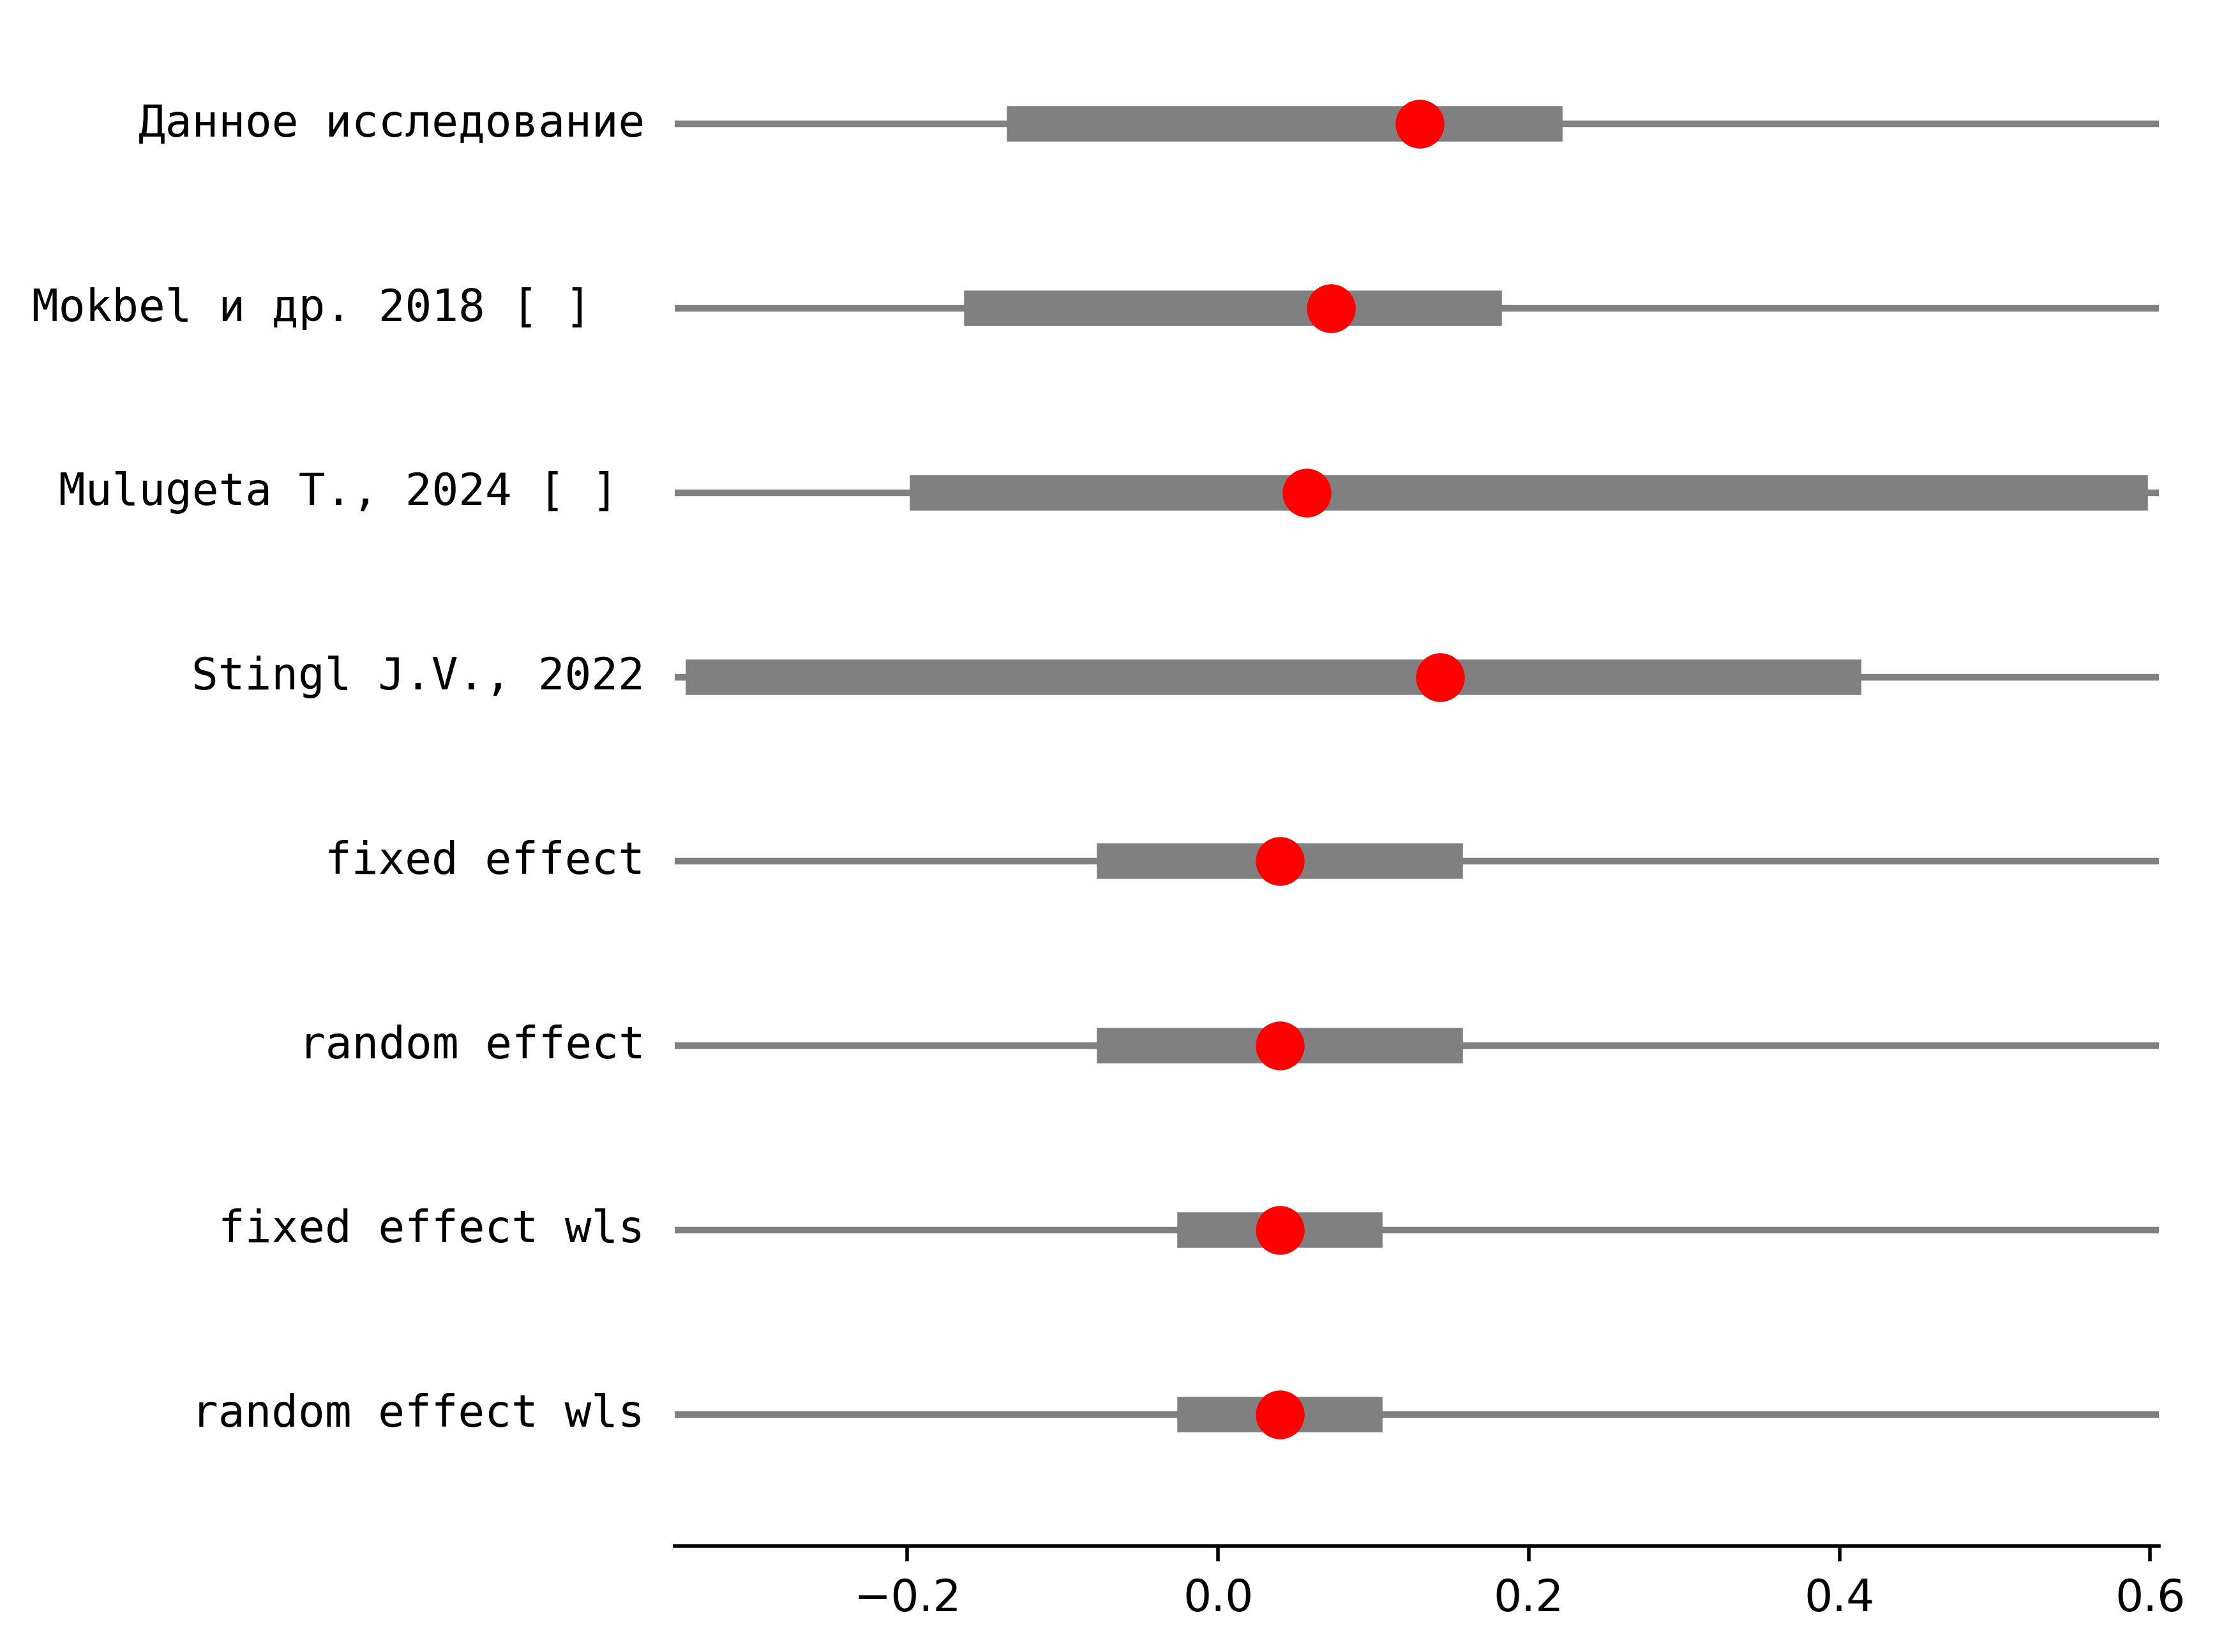 Данное исследование
Mokbel и др. 2018 [ ]
Mulugeta T., 2024 [ ]
Stingl J.V., 2022
fixed effect
random effect
fixed effect wls
random effect wls
−0.2 0.0 0.2 0.4 0.6